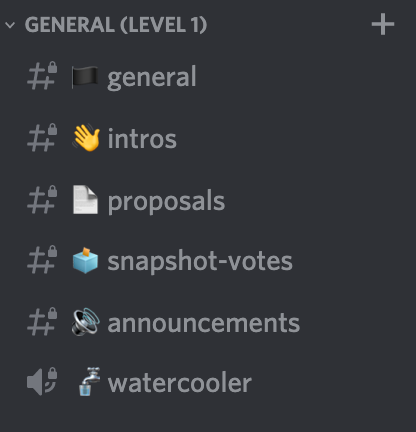 GENERAL (LEVEL 1)
general
intros
proposals
snapshot-votes
announcements
watercooler